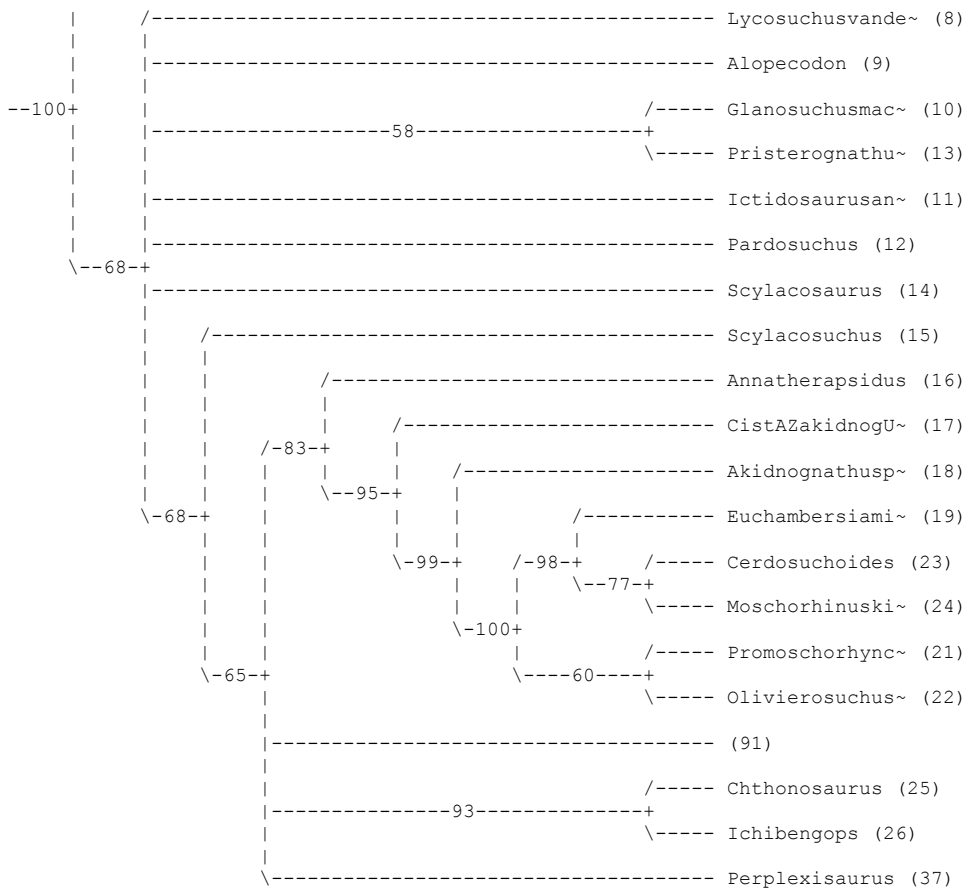 Lycosuchusvande~ (8)
Alopecodon (9)
--100+ Glanosuchusmac~ (10)
58
Pristerognathu~ (13)
Ictidosaurusan~ (11)
Pardosuchus (12)
\--68-+
Scylacosaurus (14)
Scylacosuchus (15)
Annatherapsidus (16)
CistAZakidnogU~ (17)
/-83--+
Akidnognathusp~ (18)
\--95-+
\-68-+ Euchambersiami~ (19)
\-99--+ /-98-+ Cerdosuchoides (23)
\--77-+
Moschorhinuski~ (24)
\-100+
Promoschorhync~ (21)
\-65-+ \----60----+
Olivierosuchus~ (22)
(91)
Chthonosaurus (25)
93
Ichibengops (26)
Perplexisaurus (37)